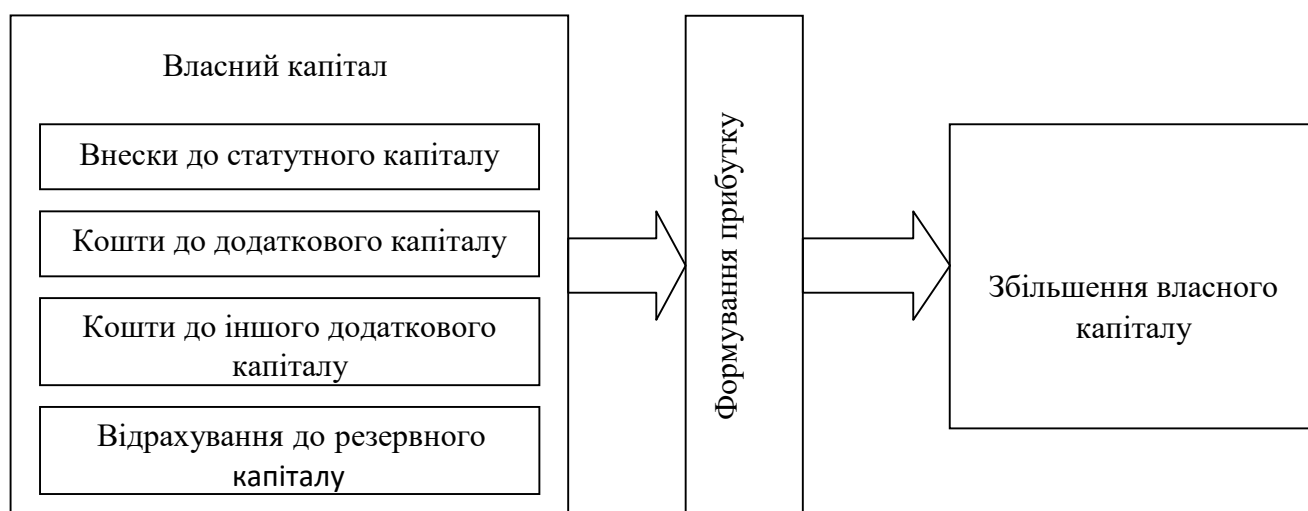 Власний капітал
Внески до статутного капіталу
Кошти до додаткового капіталу
Кошти до іншого додаткового
капіталу
Відрахування до резервного
капіталу
Формування прибутку
Збільшення власного
капіталу